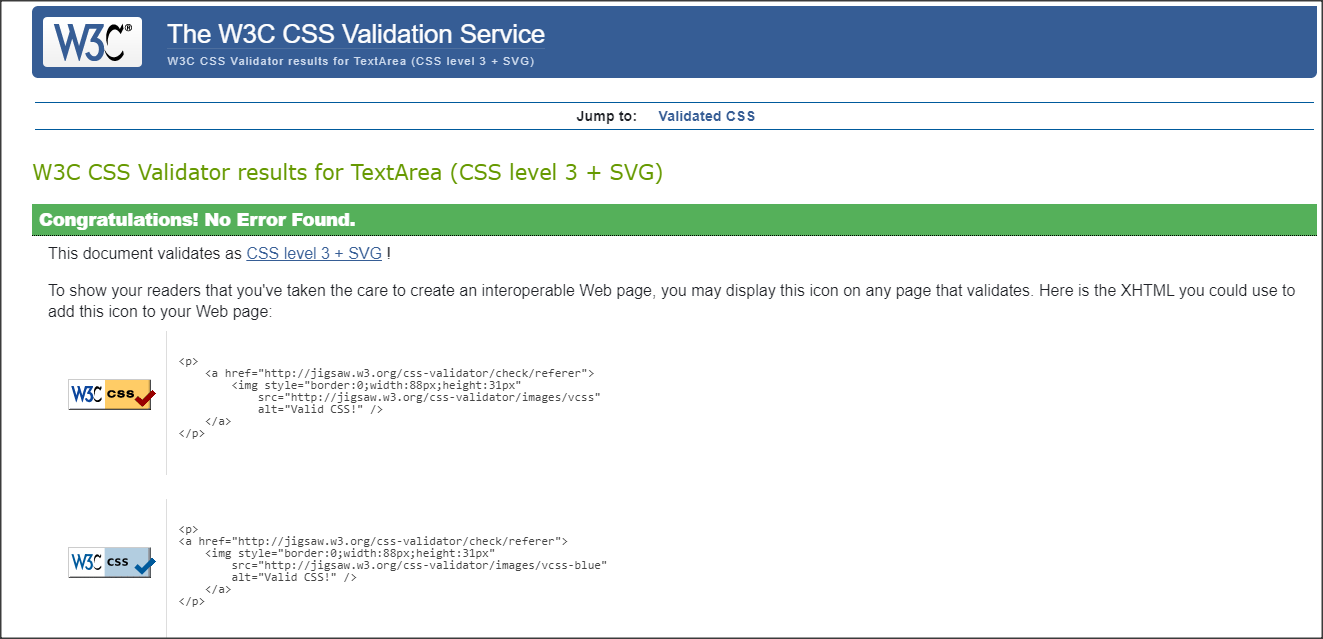 W3C®
The W3C CSS Validation Service
W3C CSS Validator results for TextArea (CSS level 3 + SVG)
Jump to: Validated CSS
W3C CSS Validator results for TextArea (CSS level 3 + SVG)
Congratulations! No Error Found.
This document validates as CSS level 3 + SVG !
To show your readers that you've taken the care to create an interoperable Web page, you may display this icon on any page that validates. Here is the XHTML you could use to
add this icon to your Web page:
W3C css
<p>
    <a href="http://jigsaw.w3.org/css-validator/check/referer">
        <img style="border:0;width:88px;height:31px"
            src="http://jigsaw.w3.org/css-validator/images/vcss"
            alt="Valid CSS!" />
    </a>
</p>
W3C css
<p>
<a href="http://jigsaw.w3.org/css-validator/check/referer">
    <img style="border:0;width:88px;height:31px"
        src="http://jigsaw.w3.org/css-validator/images/vcss-blue"
        alt="Valid CSS!" />
    </a>
</p>